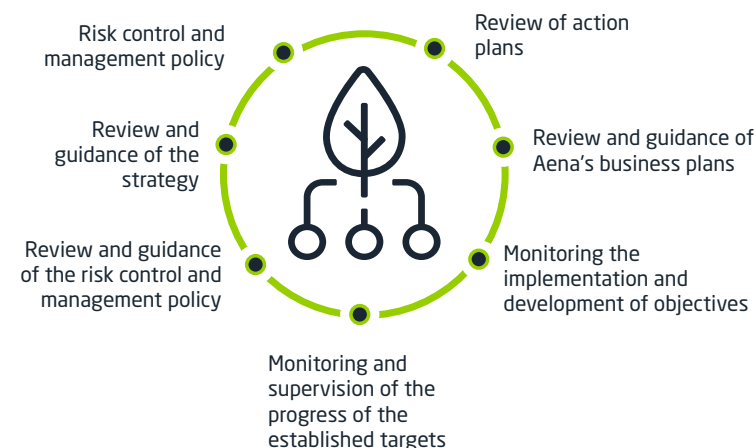 Risk control and
management policy
Review of action
plans
Review and
guidance of the
strategy
Review and guidance of
Aena's business plans
Review and guidance
of the risk control and
management policy
Monitoring the
implementation and
development of objectives
Monitoring and
supervision of the
progress of the
established targets